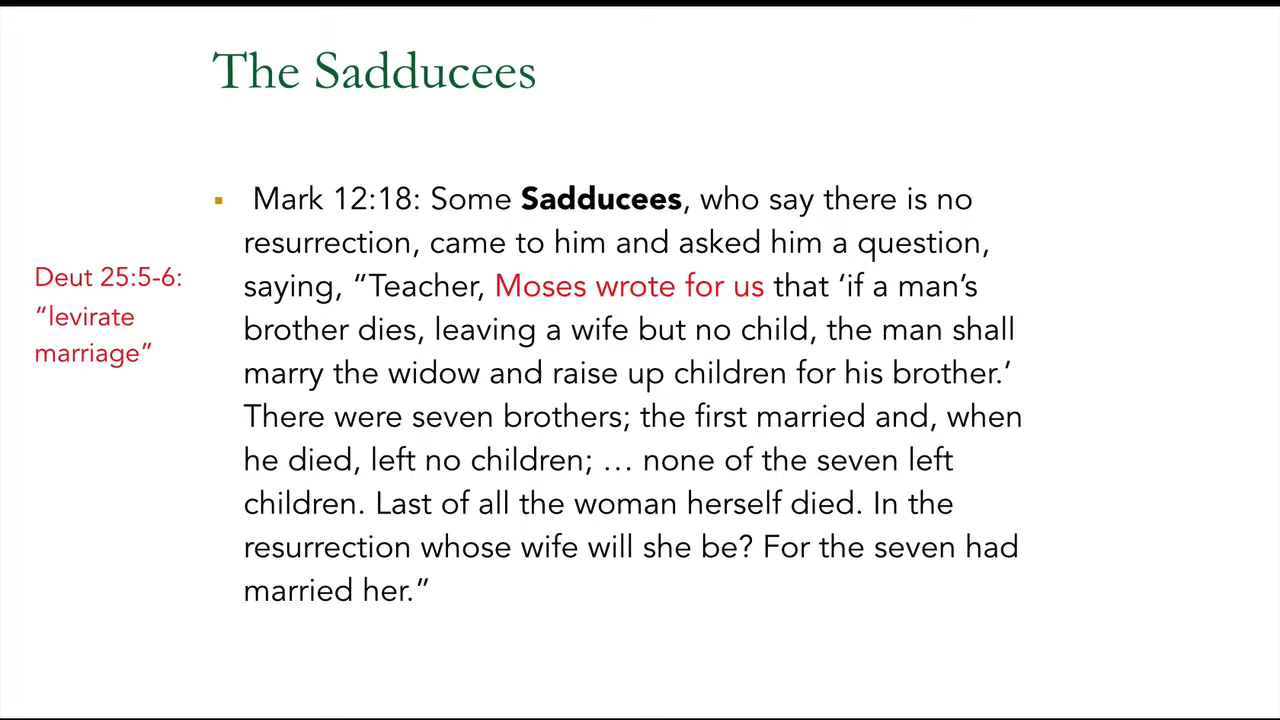 The Sadducees
▪ Mark 12:18: Some Sadducees, who say there is no
resurrection, came to him and asked him a question,
saying, “Teacher, Moses wrote for us that ‘if a man’s
brother dies, leaving a wife but no child, the man shall
marry the widow and raise up children for his brother.’
There were seven brothers; the first married and, when
he died, left no children; … none of the seven left
children. Last of all the woman herself died. In the
resurrection whose wife will she be? For the seven had
married her.”
Deut 25:5-6:
“levirate
marriage”